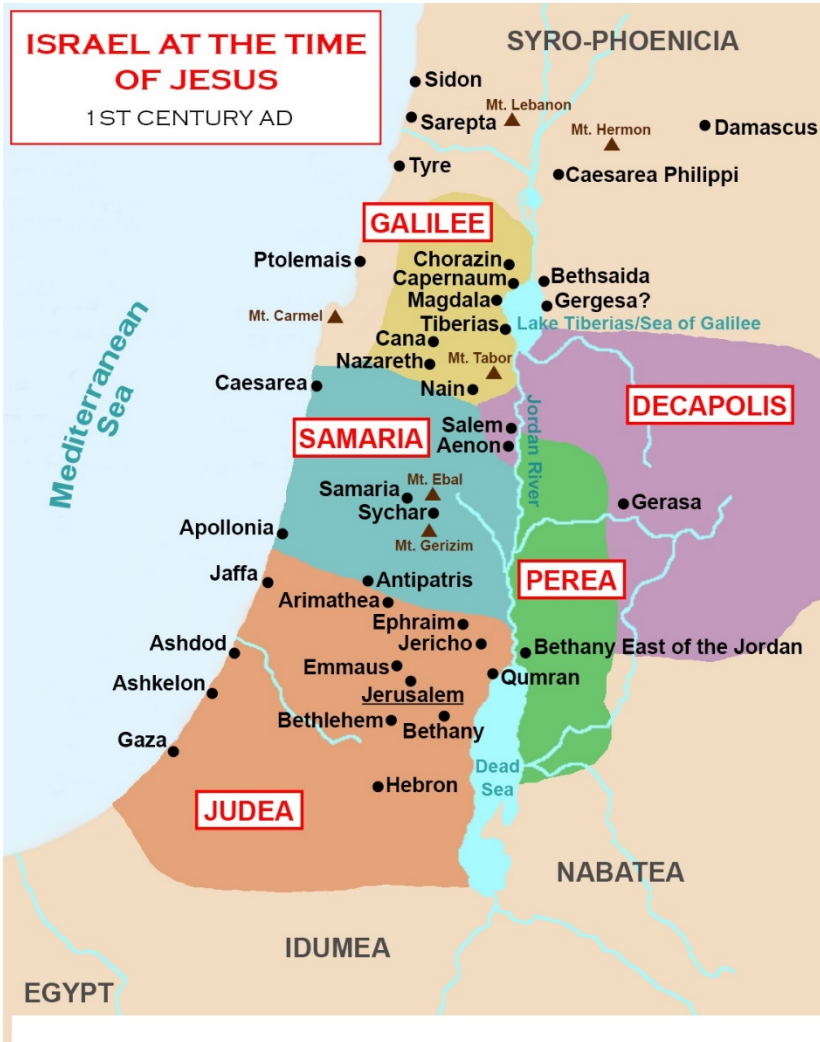 ISRAEL AT THE TIME
OF JESUS
1ST CENTURY AD
SYRO-PHOENICIA
Sidon
Mt. Lebanon
Sarepta
Mt. Hermon
Damascus
Tyre
Caesarea Philippi
GALILEE
Ptolemais
Chorazin
Capernaum
Bethsaida
Magdala
Gergesa?
Mt. Carmel
Tiberias
Lake Tiberias/Sea of Galilee
Cana
Nazareth
Mt. Tabor
Caesarea
Nain
Mediterranean
Sea
Jordan River
DECAPOLIS
SAMARIA
Salem
Aenon
Mt. Ebal
Samaria
Sychar
Gerasa
Mt. Gerizim
Apollonia
Jaffa
Antipatris
PEREA
Arimathea
Ephraim
Jericho
Bethany East of the Jordan
Ashdod
Emmaus
Qumran
Ashkelon
Jerusalem
Bethlehem
Bethany
Gaza
Dead
Sea
Hebron
JUDEA
NABATEA
IDUMEA
EGYPT